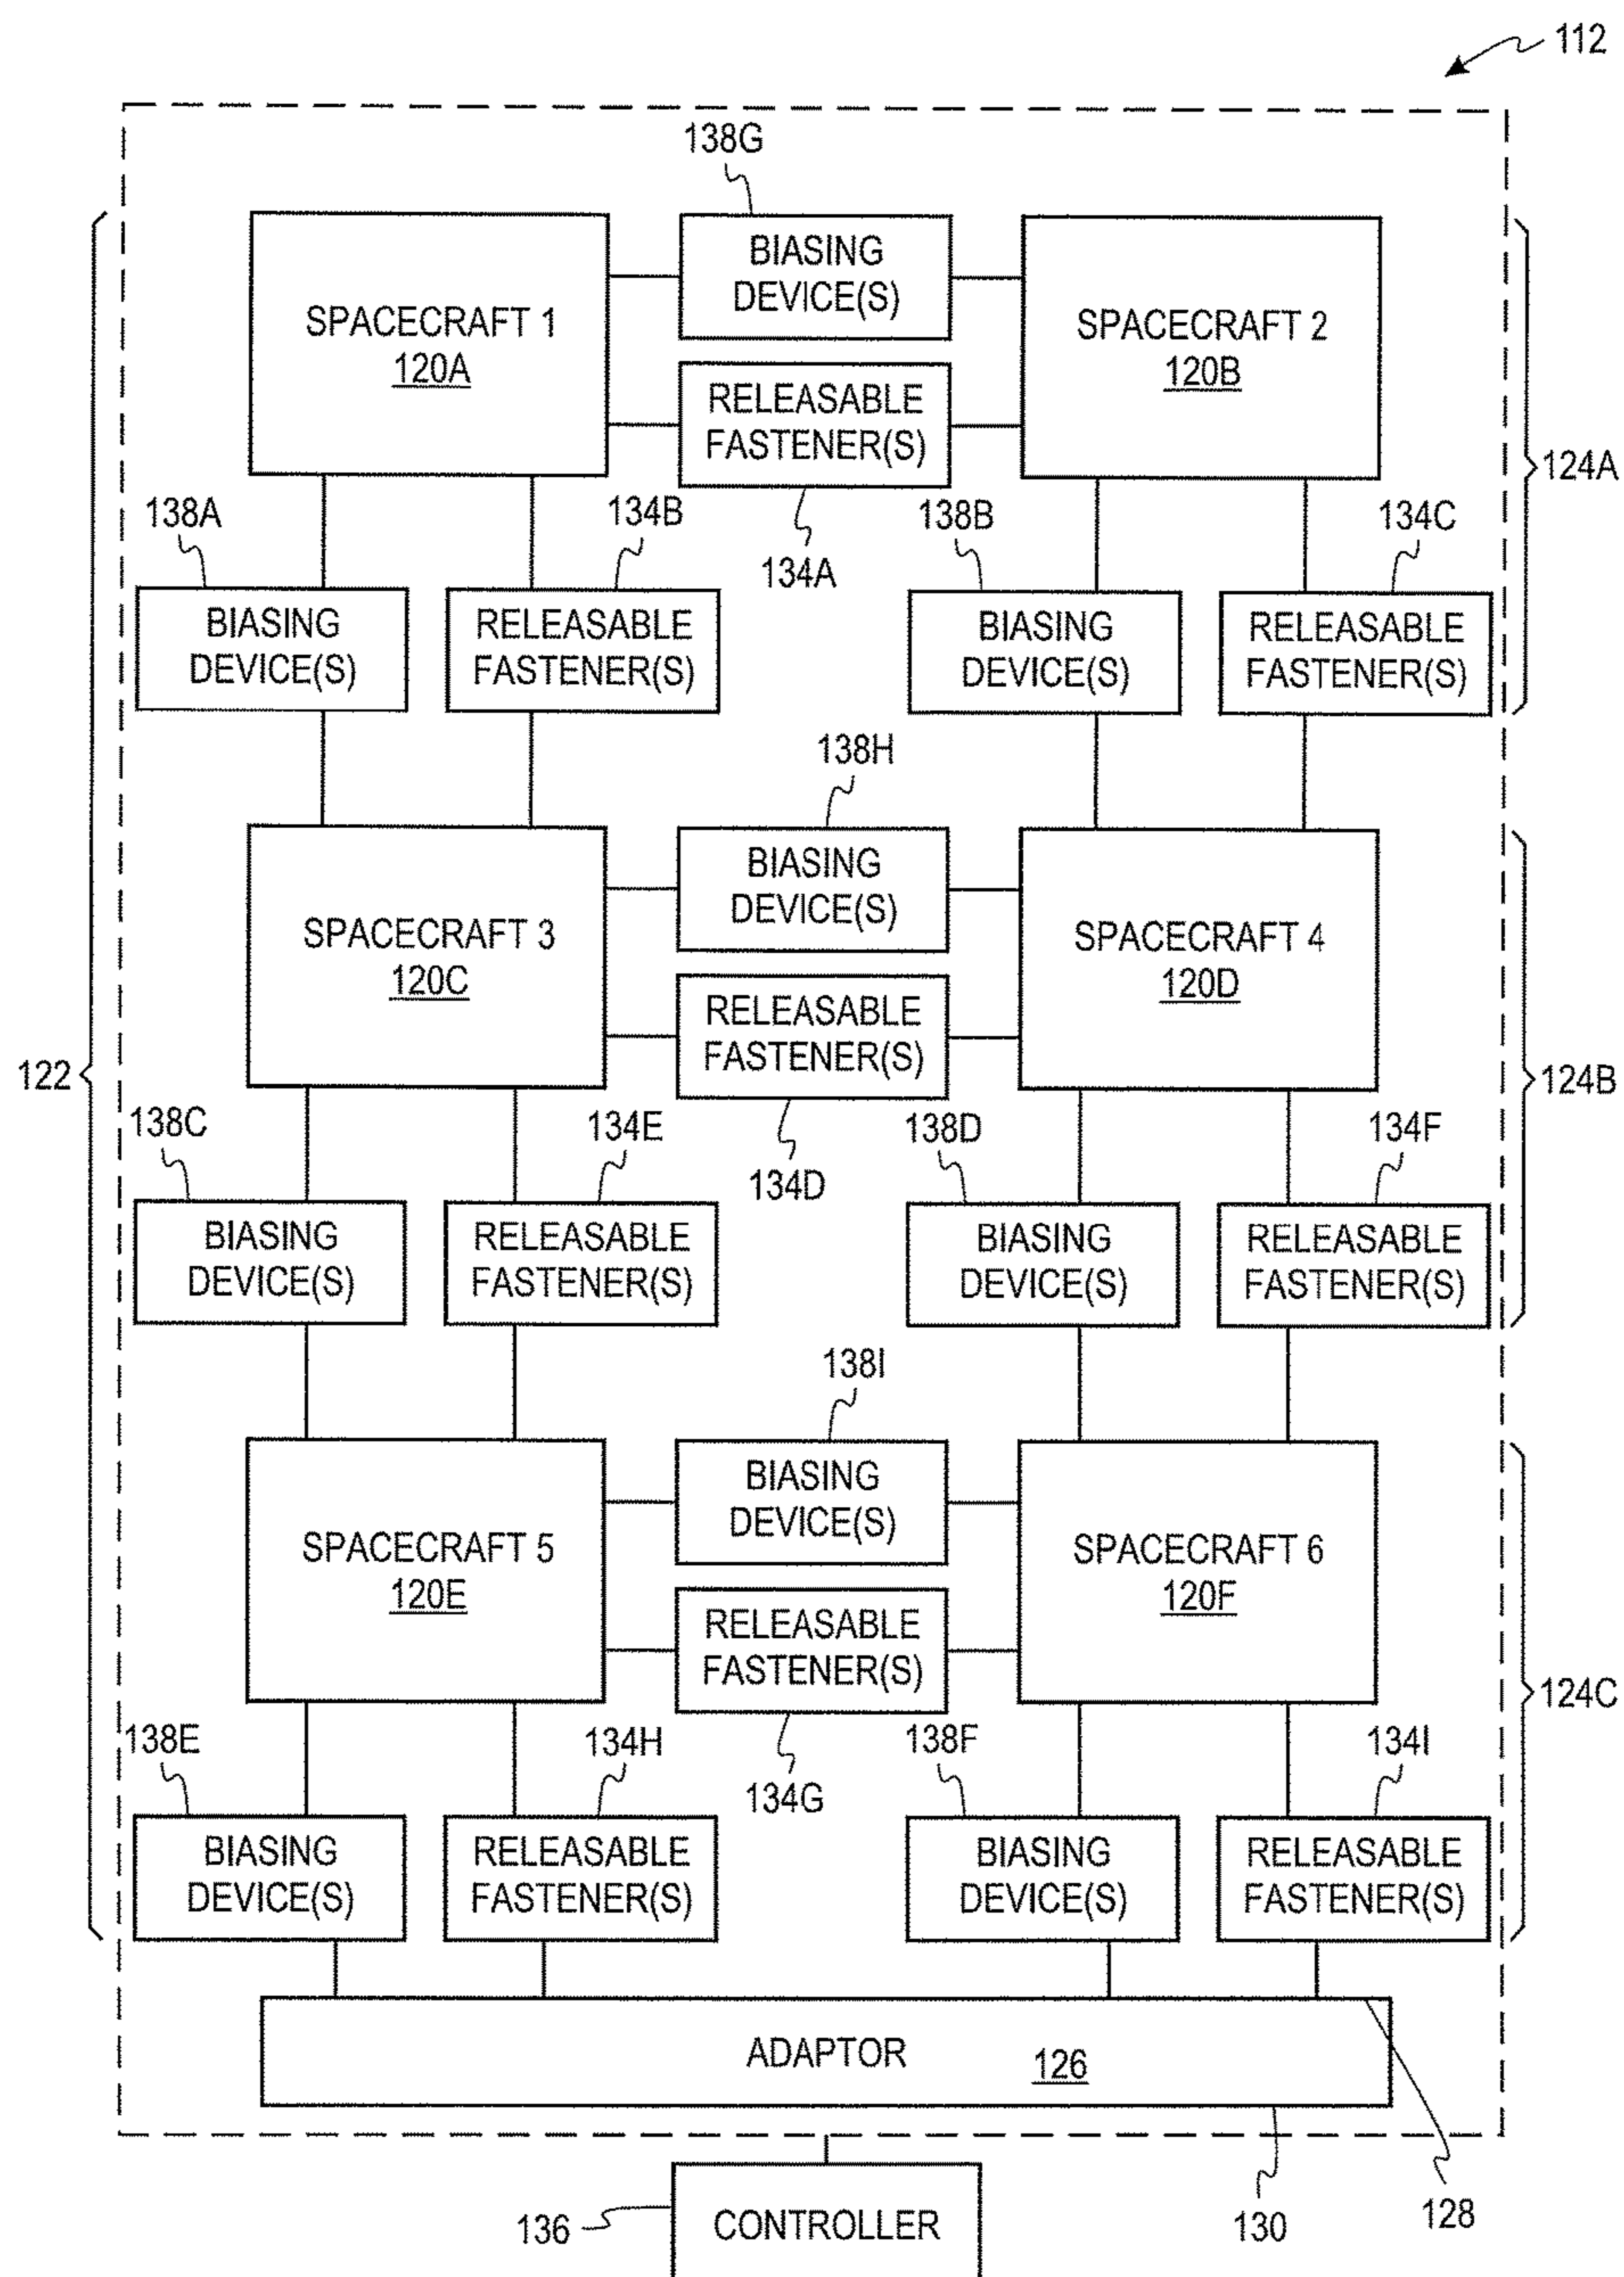 112
138G
BIASING
DEVICE(S)
SPACECRAFT 1
120A
SPACECRAFT 2
120B
RELEASABLE
FASTENER(S)
124A
138A
134B
134A
138B
134C
BIASING
DEVICE(S)
RELEASABLE
FASTENER(S)
BIASING
DEVICE(S)
RELEASABLE
FASTENER(S)
138H
BIASING
DEVICE(S)
SPACECRAFT 3
120C
SPACECRAFT 4
120D
RELEASABLE
FASTENER(S)
122
124B
138C
134E
134D
138D
134F
BIASING
DEVICE(S)
RELEASABLE
FASTENER(S)
BIASING
DEVICE(S)
RELEASABLE
FASTENER(S)
138I
BIASING
DEVICE(S)
SPACECRAFT 5
120E
SPACECRAFT 6
120F
RELEASABLE
FASTENER(S)
124C
138E
134H
134G
138F
134I
BIASING
DEVICE(S)
RELEASABLE
FASTENER(S)
BIASING
DEVICE(S)
RELEASABLE
FASTENER(S)
ADAPTOR
126
136
CONTROLLER
130
128